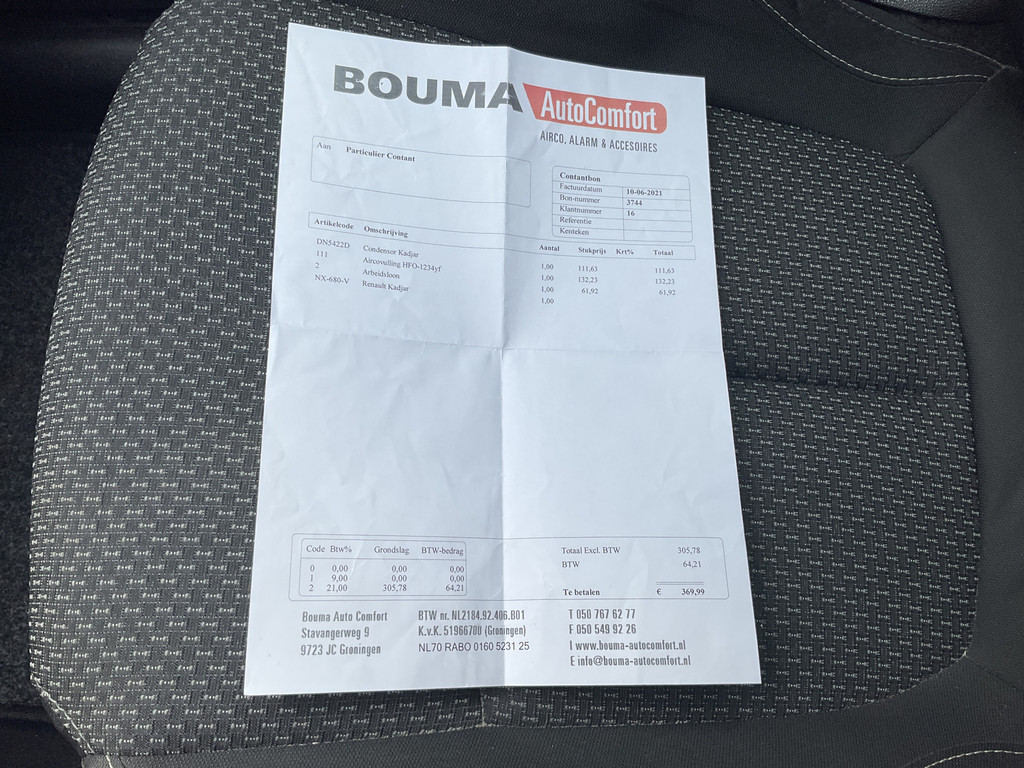 BOUMA AutoComfort
AIRCO, ALARM & ACCESOIRES
Aan Particulier Contant
Contantbon
Factuurdatum 10-06-2021
Bon-nummer 3744
Klantnummer 16
Referentie
Kenteken
Artikelcode Omschrijving Aantal Stukprijs Krt% Totaal
DN5422D Condensor Kadjar 1,00 111,63 111,63
111 Aircovulling HFO-1234yf 1,00 132,23 132,23
2 Arbeidsloon 1,00 61,92 61,92
NX-680-V Renault Kadjar 1,00
Code Btw% Grondslag BTW-bedrag
0 0,00 0,00 0,00
1 9,00 0,00 0,00
2 21,00 305,78 64,21
Totaal Excl. BTW 305,78
BTW 64,21
Te betalen € 369,99
Bouma Auto Comfort
Stavangerweg 9
9723 JC Groningen
BTW nr. NL2184.92.406.B01
K.v.K. 51966700 (Groningen)
NL70 RABO 0160 5231 25
T 050 767 62 77
F 050 549 92 26
I www.bouma-autocomfort.nl
E info@bouma-autocomfort.nl